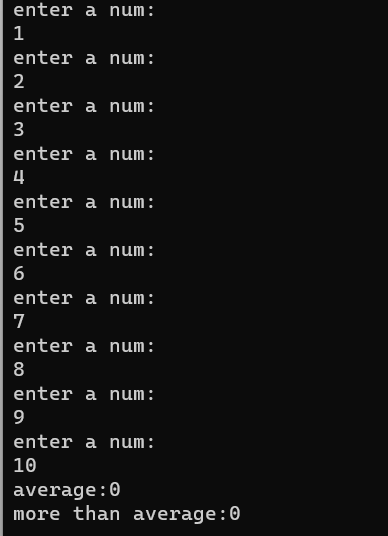 enter a num:
1
enter a num:
2
enter a num:
3
enter a num:
4
enter a num:
5
enter a num:
6
enter a num:
7
enter a num:
8
enter a num:
9
enter a num:
10
average:0
more than average:0